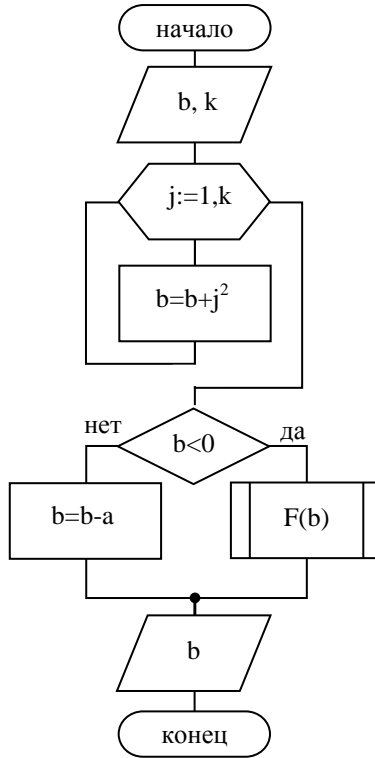 начало
b, k
j:=1,k
b=b+j²
нет
да
b<0
b=b-a
F(b)
b
конец